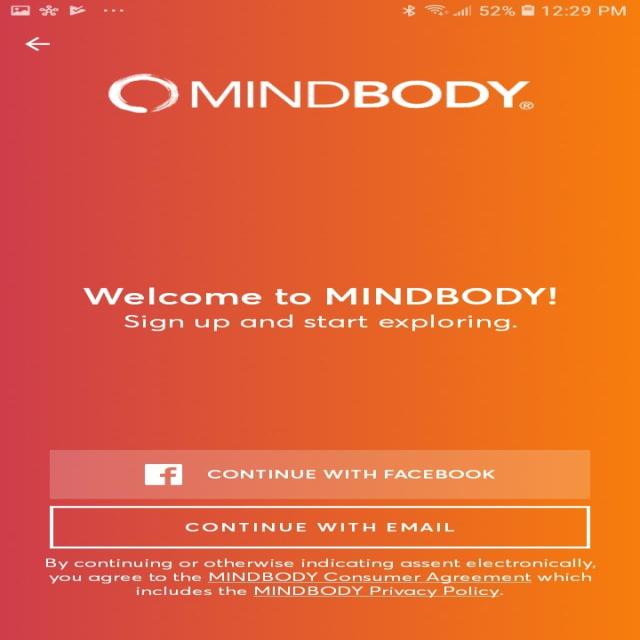 52% 12:29 PM
MINDBODY®
Welcome to MINDBODY!
Sign up and start exploring.
f CONTINUE WITH FACEBOOK
CONTINUE WITH EMAIL
By continuing or otherwise indicating assent electronically,
you agree to the MINDBODY Consumer Agreement which
includes the MINDBODY Privacy Policy.